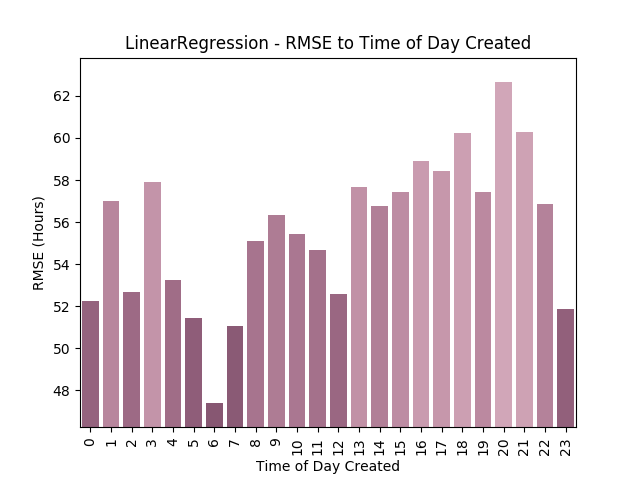 LinearRegression - RMSE to Time of Day Created
RMSE (Hours)
62
60
58
56
54
52
50
48
0 1 2 3 4 5 6 7 8 9 10 11 12 13 14 15 16 17 18 19 20 21 22 23
Time of Day Created